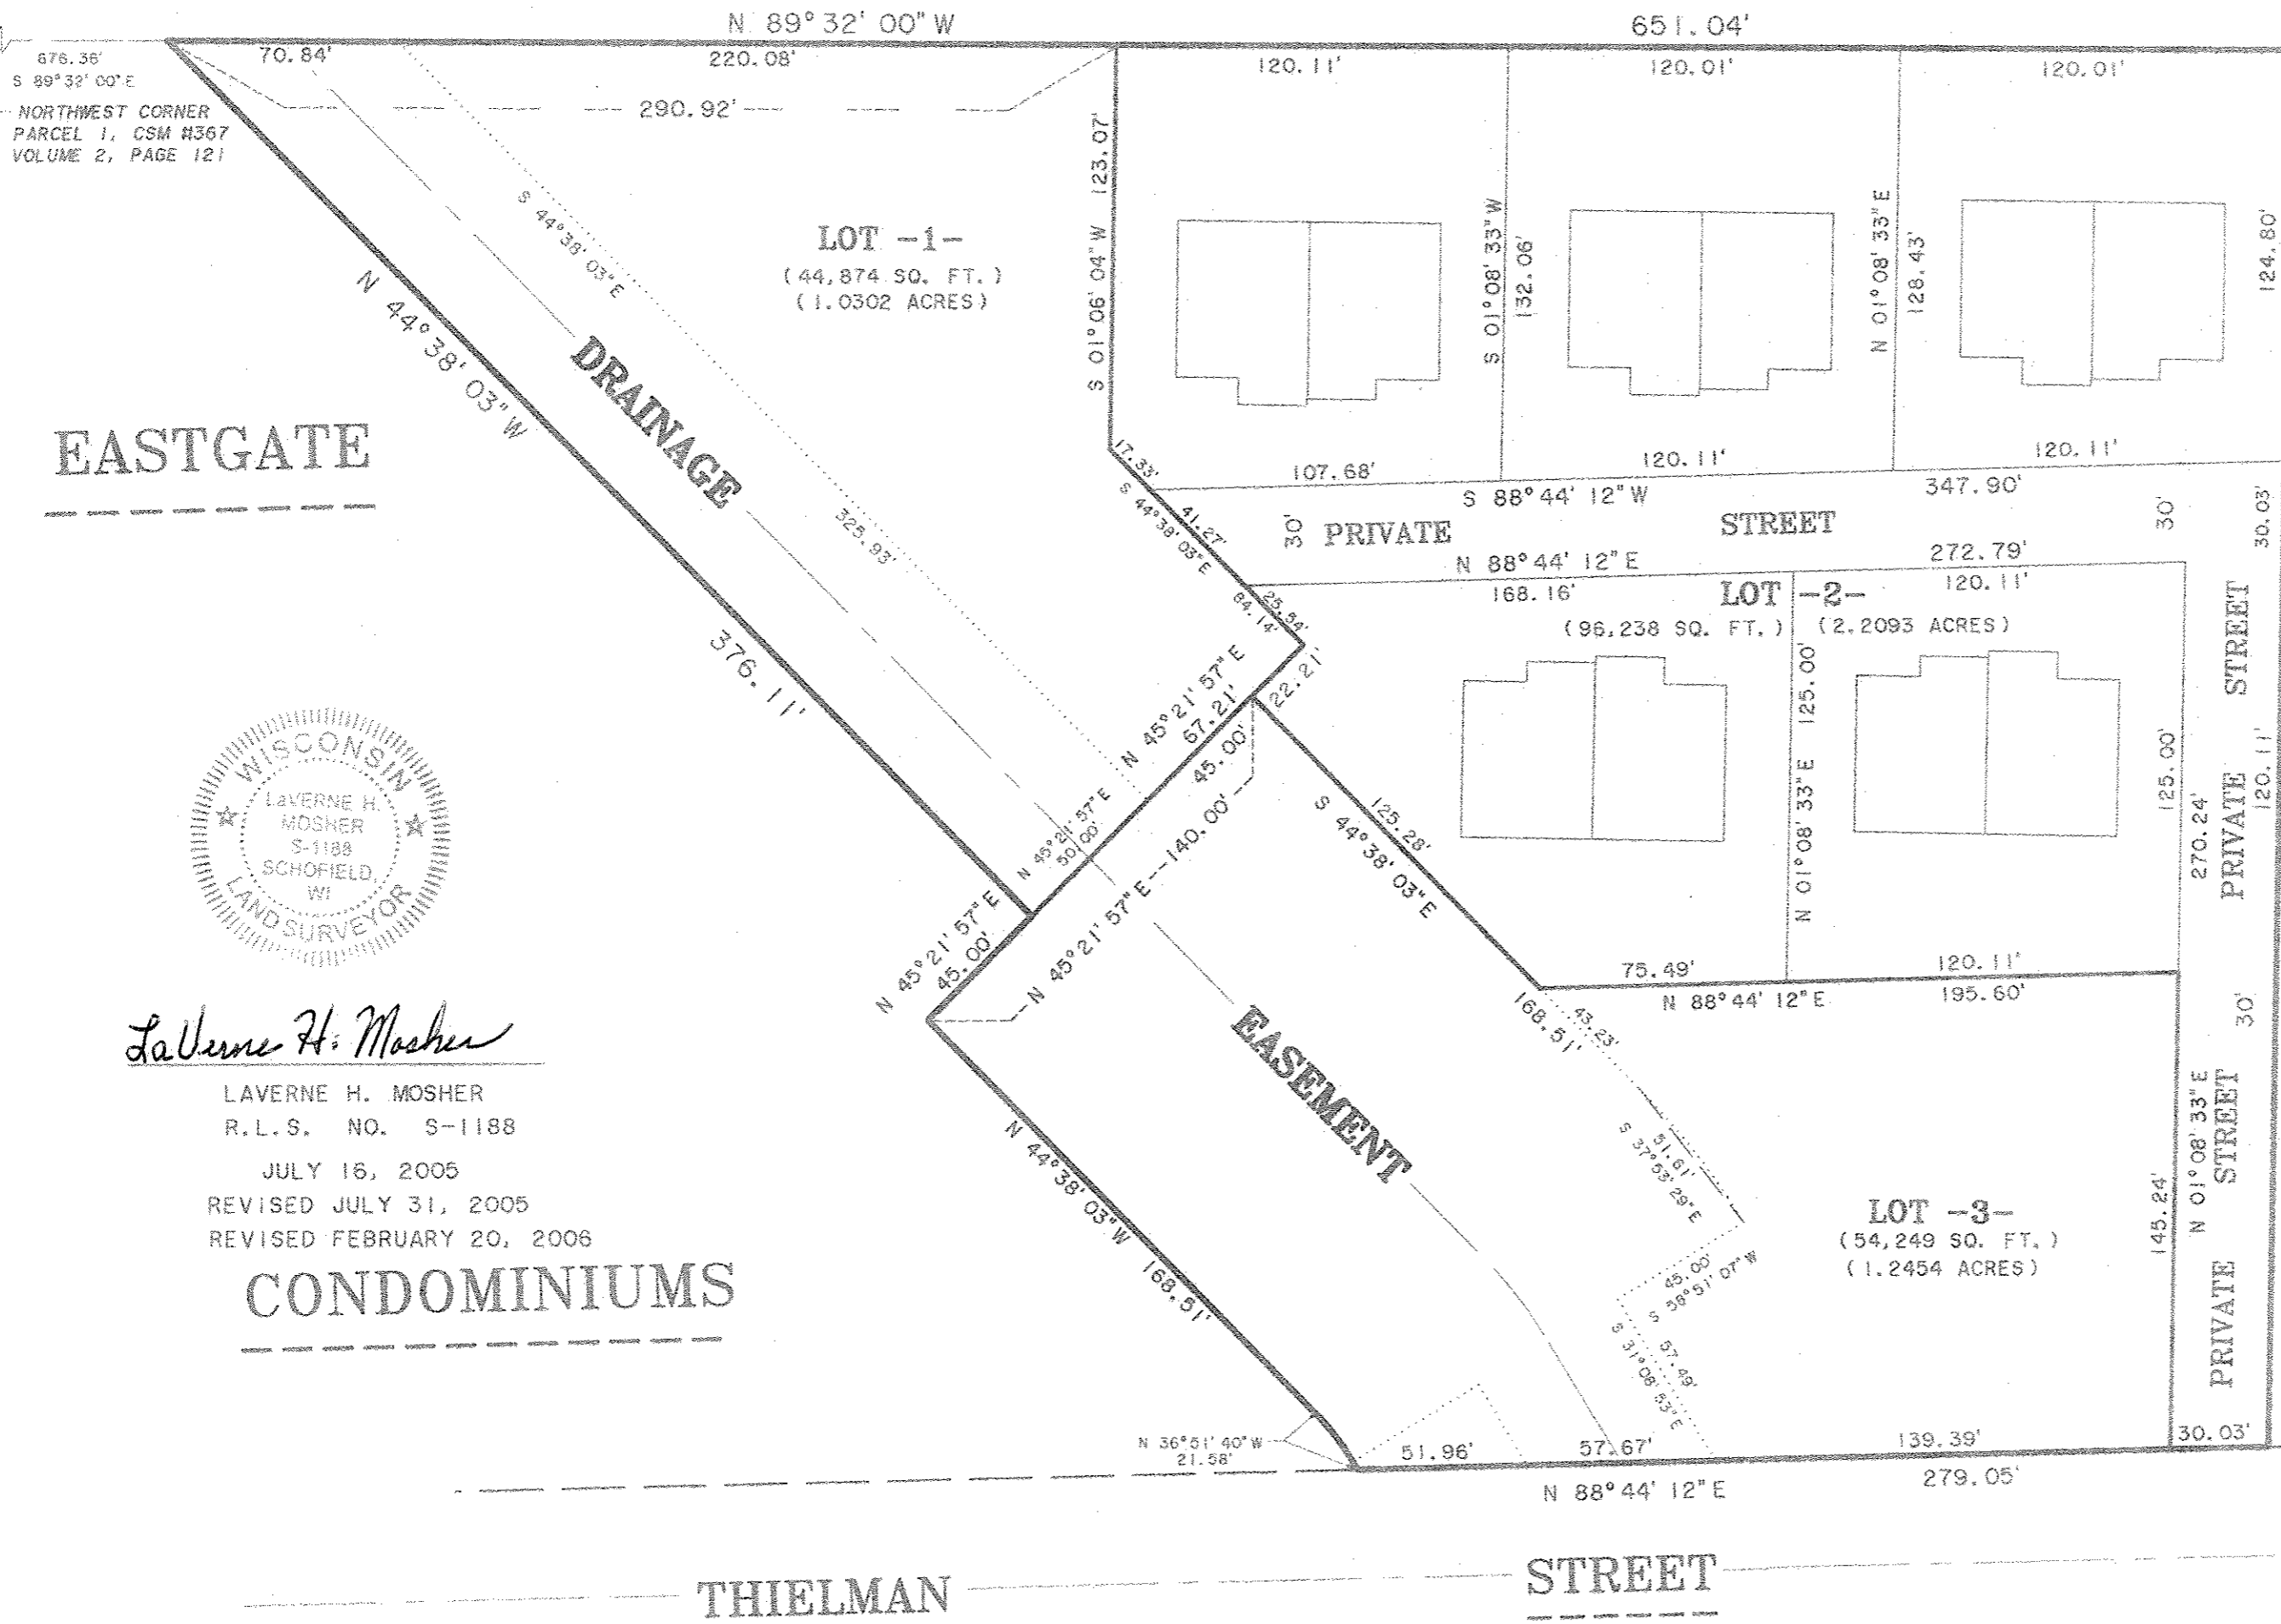 N 89° 32' 00" W
651.04'
676.36'
S 89°32' 00" E
70.84'
220.08'
120.11'
120.01'
120.01'
290.92'
NORTHWEST CORNER
PARCEL 1, CSM #367
VOLUME 2, PAGE 121
S 01°06' 04" W 123.07'
S 01°08' 33" W
132.06'
N 01°08' 33" E
128.43'
124.80'
S 44°38' 03" E
325.93'
LOT -1-
(44,874 SQ. FT.)
(1.0302 ACRES)
N 44° 38' 03" W
376.11'
DRAINAGE
EASTGATE
17.33'
107.68'
120.11'
120.11'
S 88°44' 12" W
347.90'
S 44°38' 03" E
41.27'
30' PRIVATE STREET
30'
30.03'
N 88°44' 12" E
272.79'
168.16'
120.11'
LOT -2-
(96,238 SQ. FT.) (2.2093 ACRES)
25.54'
84.14'
22.21'
N 45°21' 57" E
67.21'
45.00'
N 45°21' 57" E
50.00'
N 45°21' 57" E
45.00'
N 45°21' 57" E 140.00'
125.28'
S 44°38' 03" E
168.51'
N 01°08' 33" E 125.00'
125.00'
270.24'
PRIVATE STREET
120.11'
75.49'
120.11'
N 88°44' 12" E
195.60'
WISCONSIN
LaVERNE H.
MOSHER
S-1188
SCHOFIELD,
WI
LAND SURVEYOR
LaVerne H. Mosher
LAVERNE H. MOSHER
R.L.S. NO. S-1188
JULY 16, 2005
REVISED JULY 31, 2005
REVISED FEBRUARY 20, 2006
CONDOMINIUMS
EASEMENT
43.23'
51.61'
S 37°53' 29" E
45.00'
S 58°51' 07" W
57.49'
S 31°08' 53" E
N 44°38' 03" W
168.51'
LOT -3-
(54,249 SQ. FT.)
(1.2454 ACRES)
145.24'
N 01°08' 33" E
30'
PRIVATE STREET
N 36°51' 40" W
21.58'
51.96'
57.67'
139.39'
30.03'
N 88°44' 12" E
279.05'
THIELMAN STREET